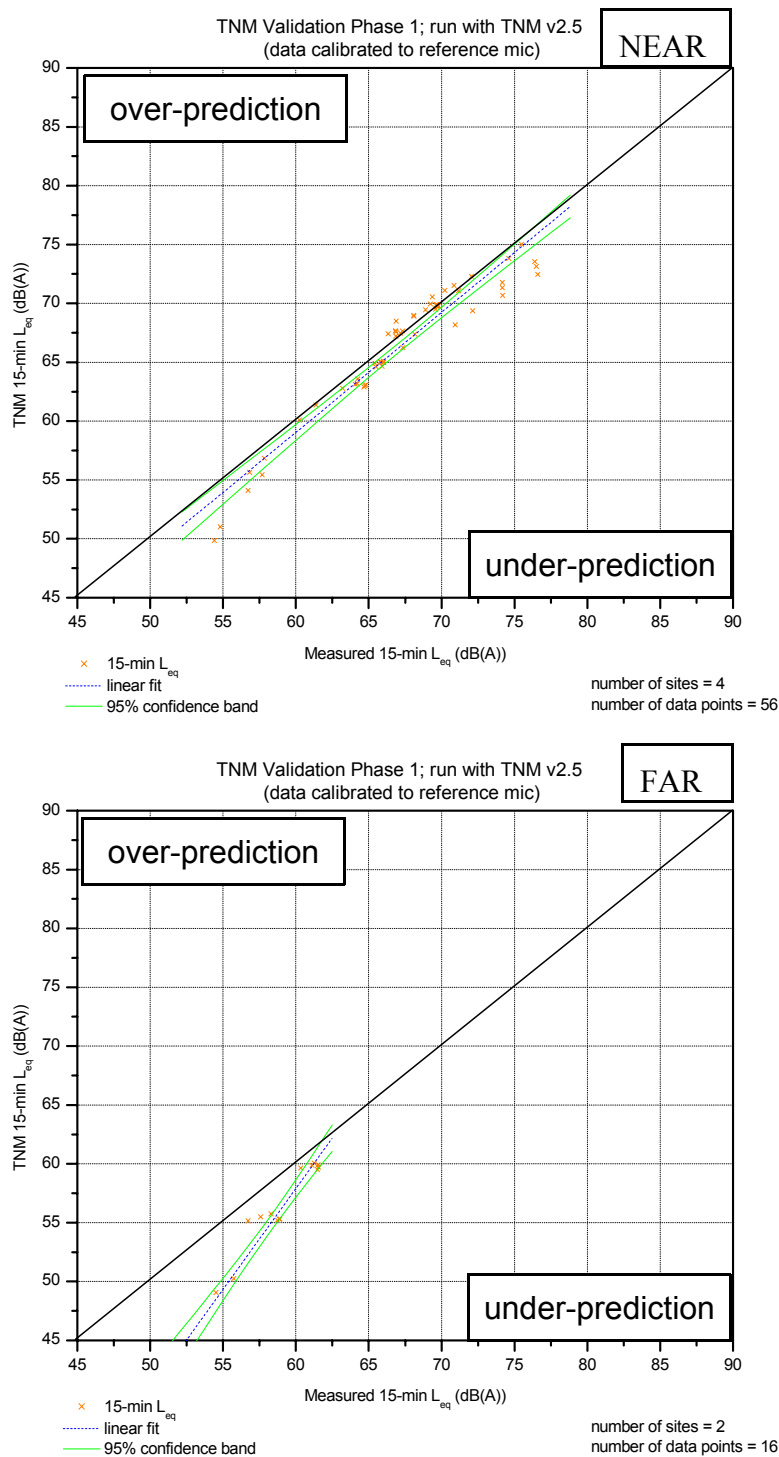 TNM Validation Phase 1; run with TNM v2.5
(data calibrated to reference mic)
NEAR
over-prediction
under-prediction
90
85
80
75
70
65
60
55
50
45
TNM 15-min Leq (dB(A))
45 50 55 60 65 70 75 80 85 90
Measured 15-min Leq (dB(A))
15-min Leq
linear fit
95% confidence band
number of sites = 4
number of data points = 56
TNM Validation Phase 1; run with TNM v2.5
(data calibrated to reference mic)
FAR
over-prediction
under-prediction
90
85
80
75
70
65
60
55
50
45
TNM 15-min Leq (dB(A))
45 50 55 60 65 70 75 80 85 90
Measured 15-min Leq (dB(A))
15-min Leq
linear fit
95% confidence band
number of sites = 2
number of data points = 16